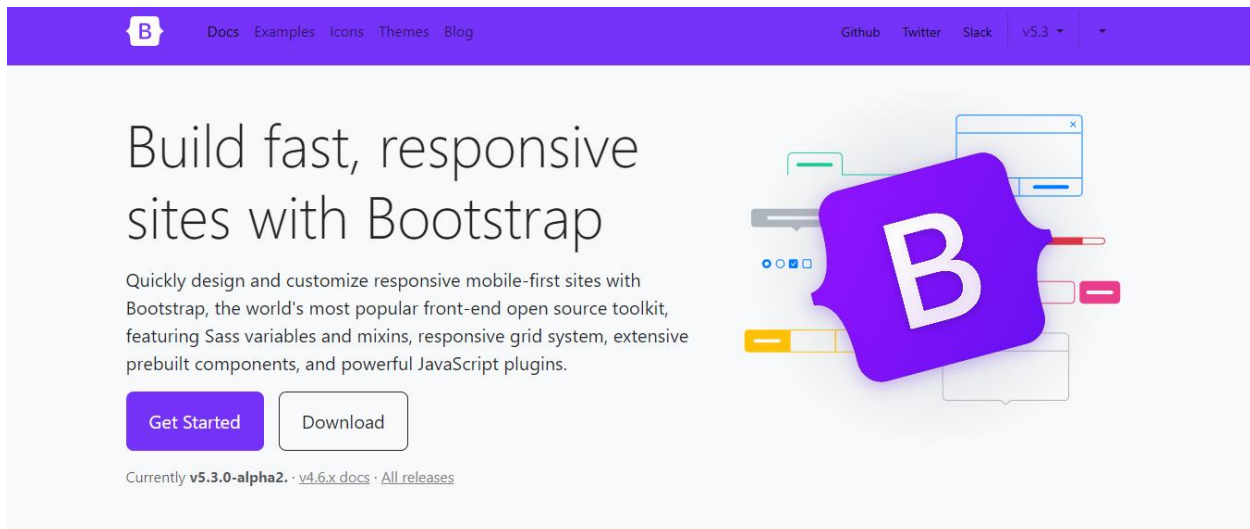 B Docs Examples Icons Themes Blog Github Twitter Slack v5.3
Build fast, responsive
sites with Bootstrap
Quickly design and customize responsive mobile-first sites with
Bootstrap, the world's most popular front-end open source toolkit,
featuring Sass variables and mixins, responsive grid system, extensive
prebuilt components, and powerful JavaScript plugins.
B
Get Started Download
Currently v5.3.0-alpha2. · v4.6.x docs · All releases